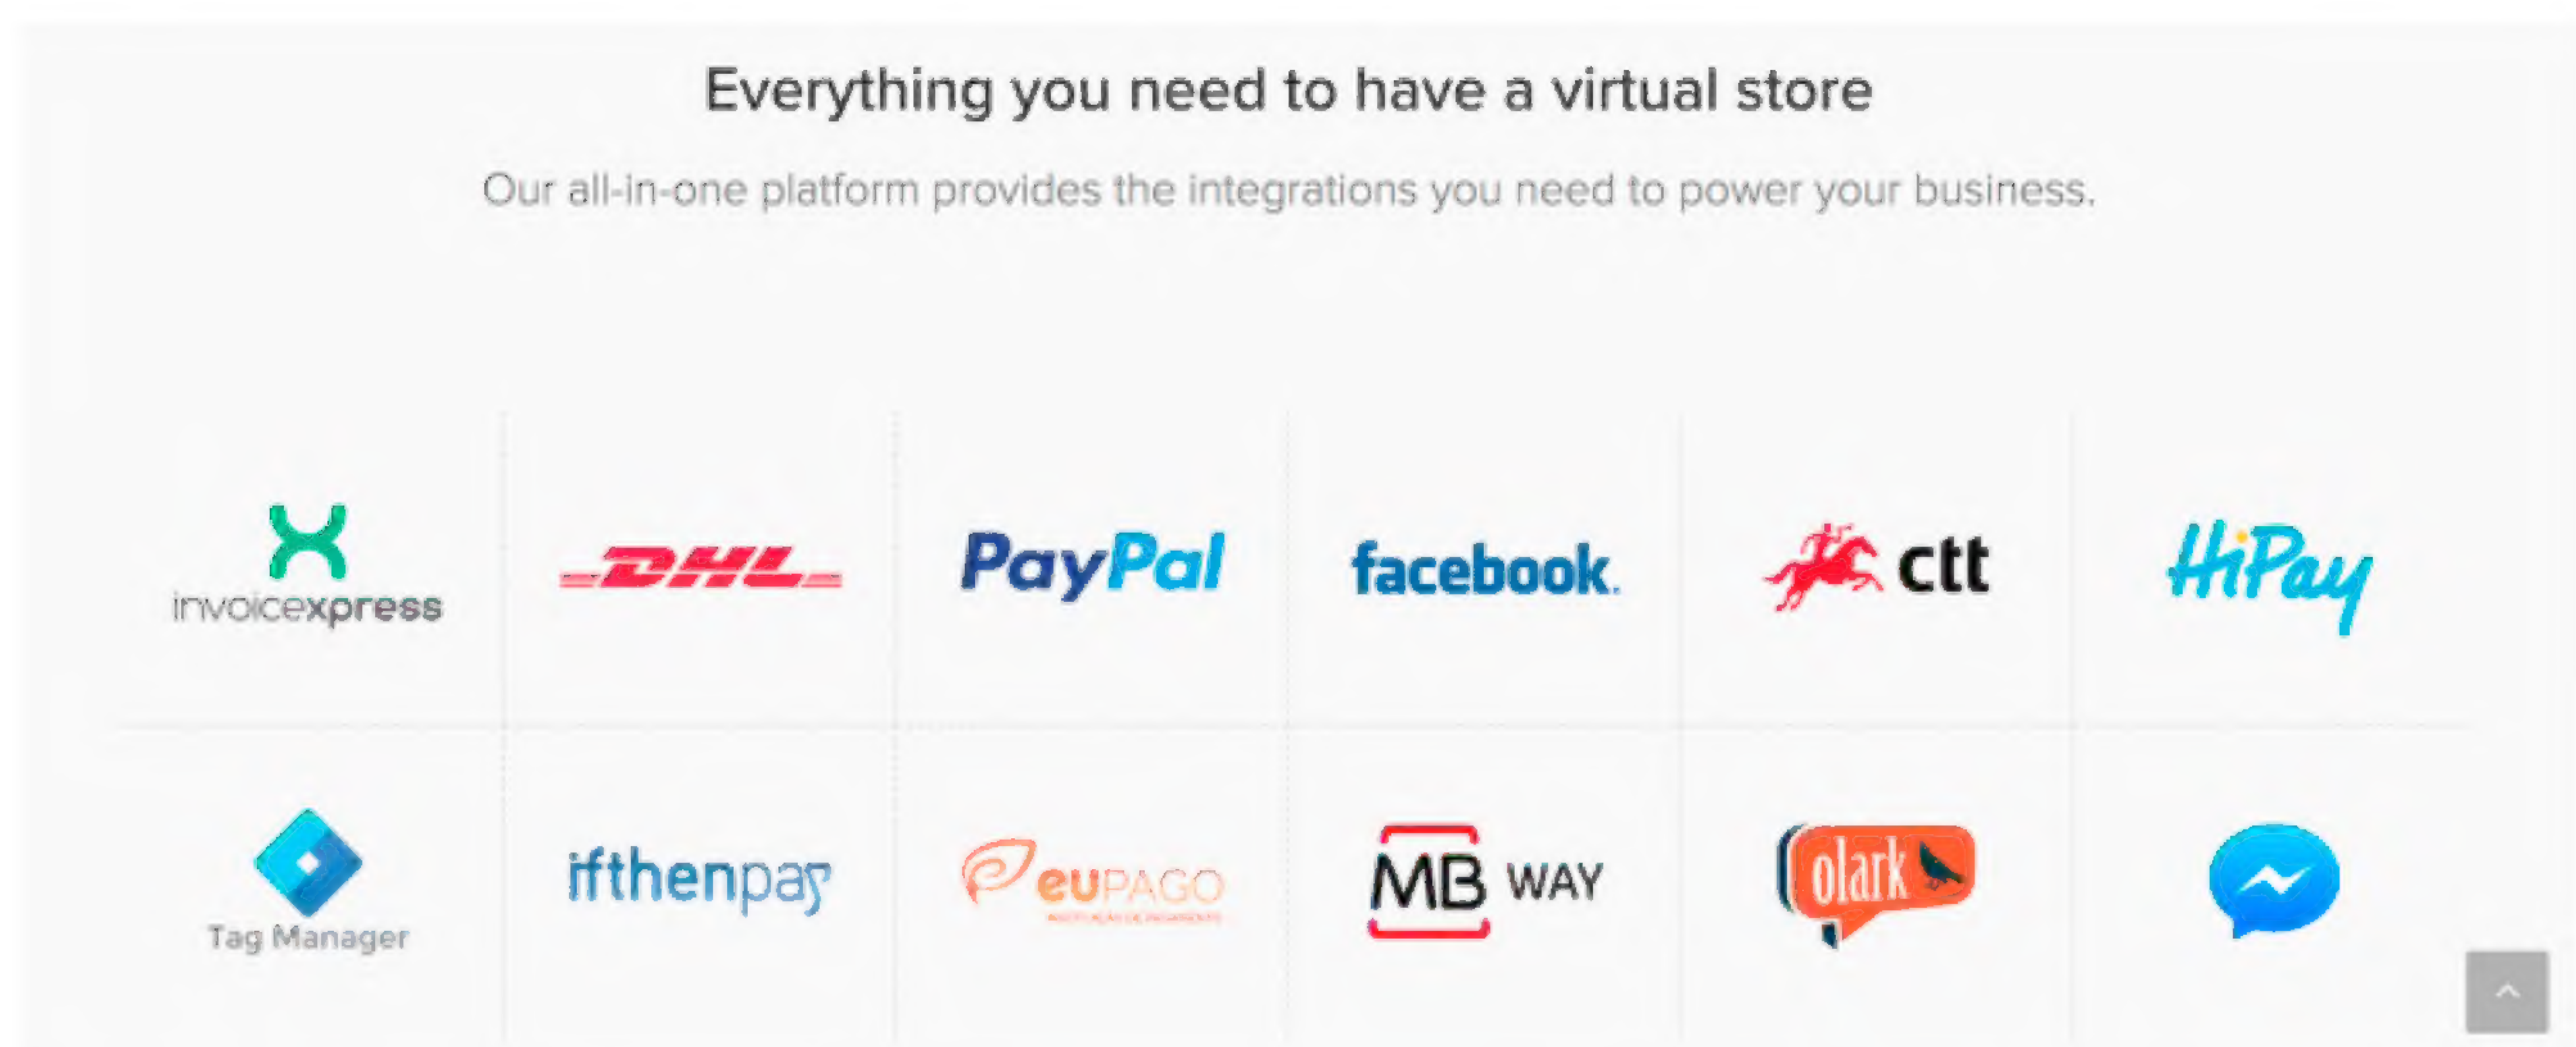 Everything you need to have a virtual store
Our all-in-one platform provides the integrations you need to power your business.
invoicexpress
DHL
PayPal
facebook.
ctt
HiPay
Tag Manager
ifthenpay
euPAGO
MB WAY
olark